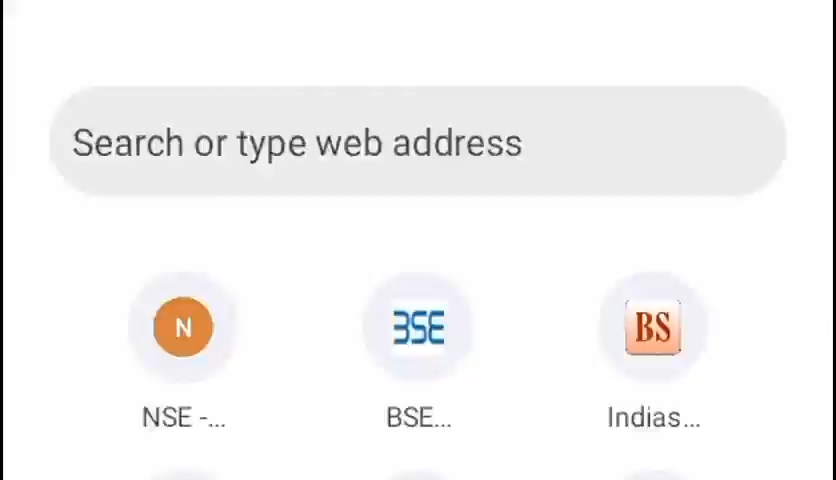 Search or type web address
N
BSE
BS
NSE -...
BSE...
Indias...